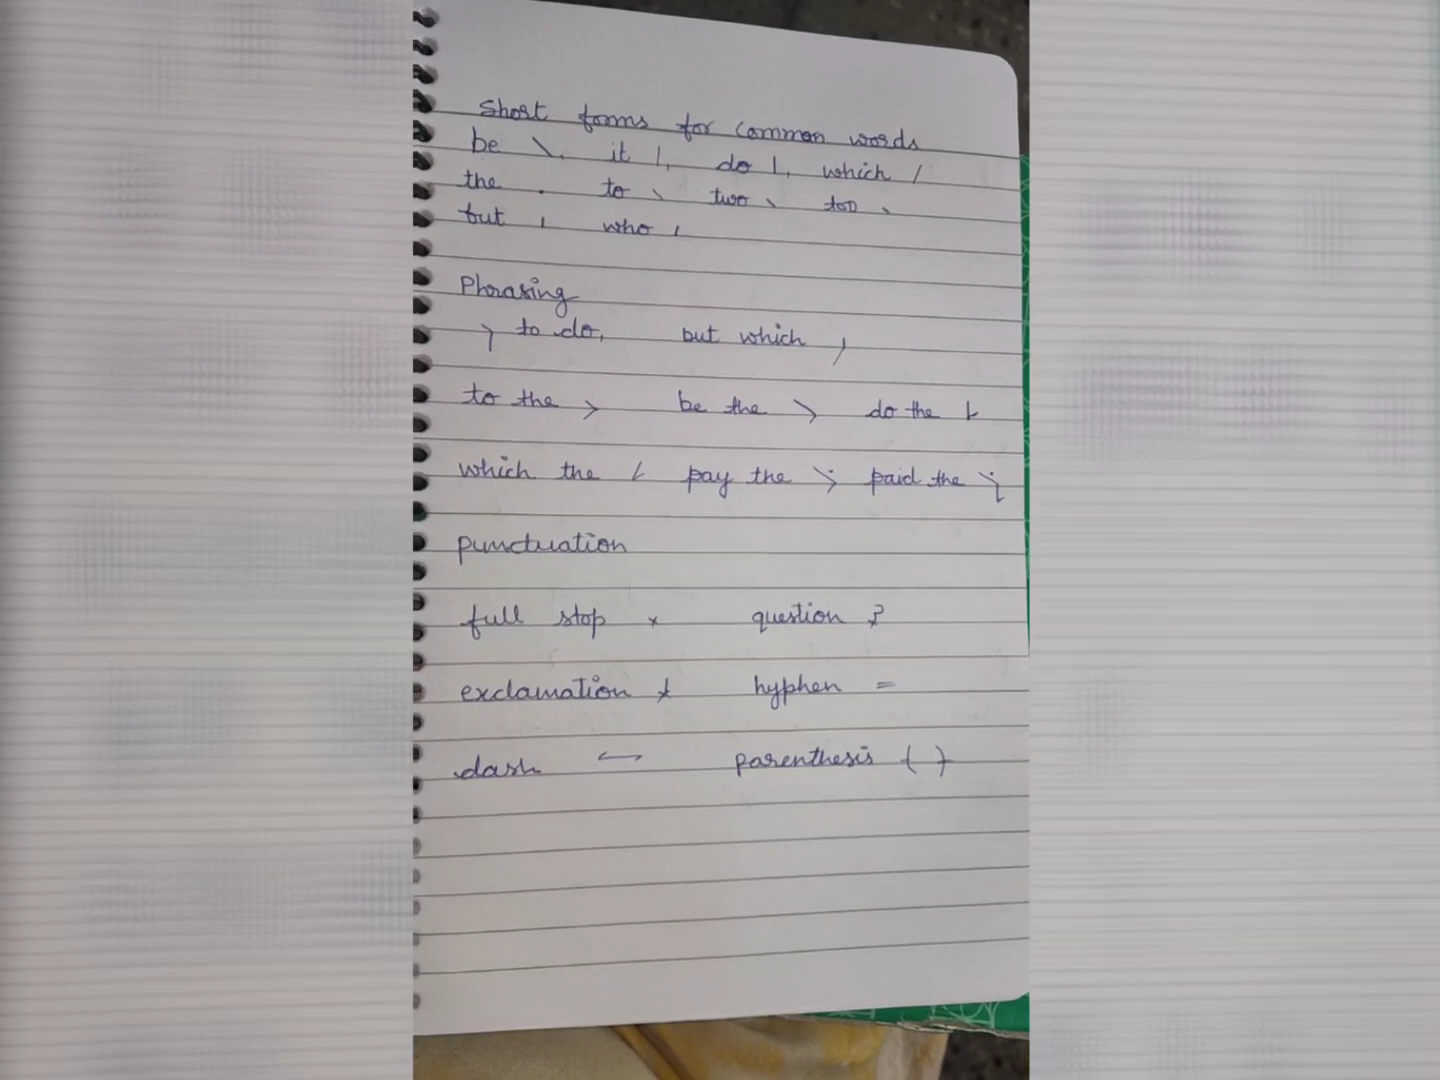 Short forms for common words
be \, it |, do |, which /
the . to \ two \ too \
but | who /
Phrasing
to do, but which
to the > be the > do the
which the pay the paid the
punctuation
full stop x question ?
exclamation hyphen =
dash parenthesis ( )